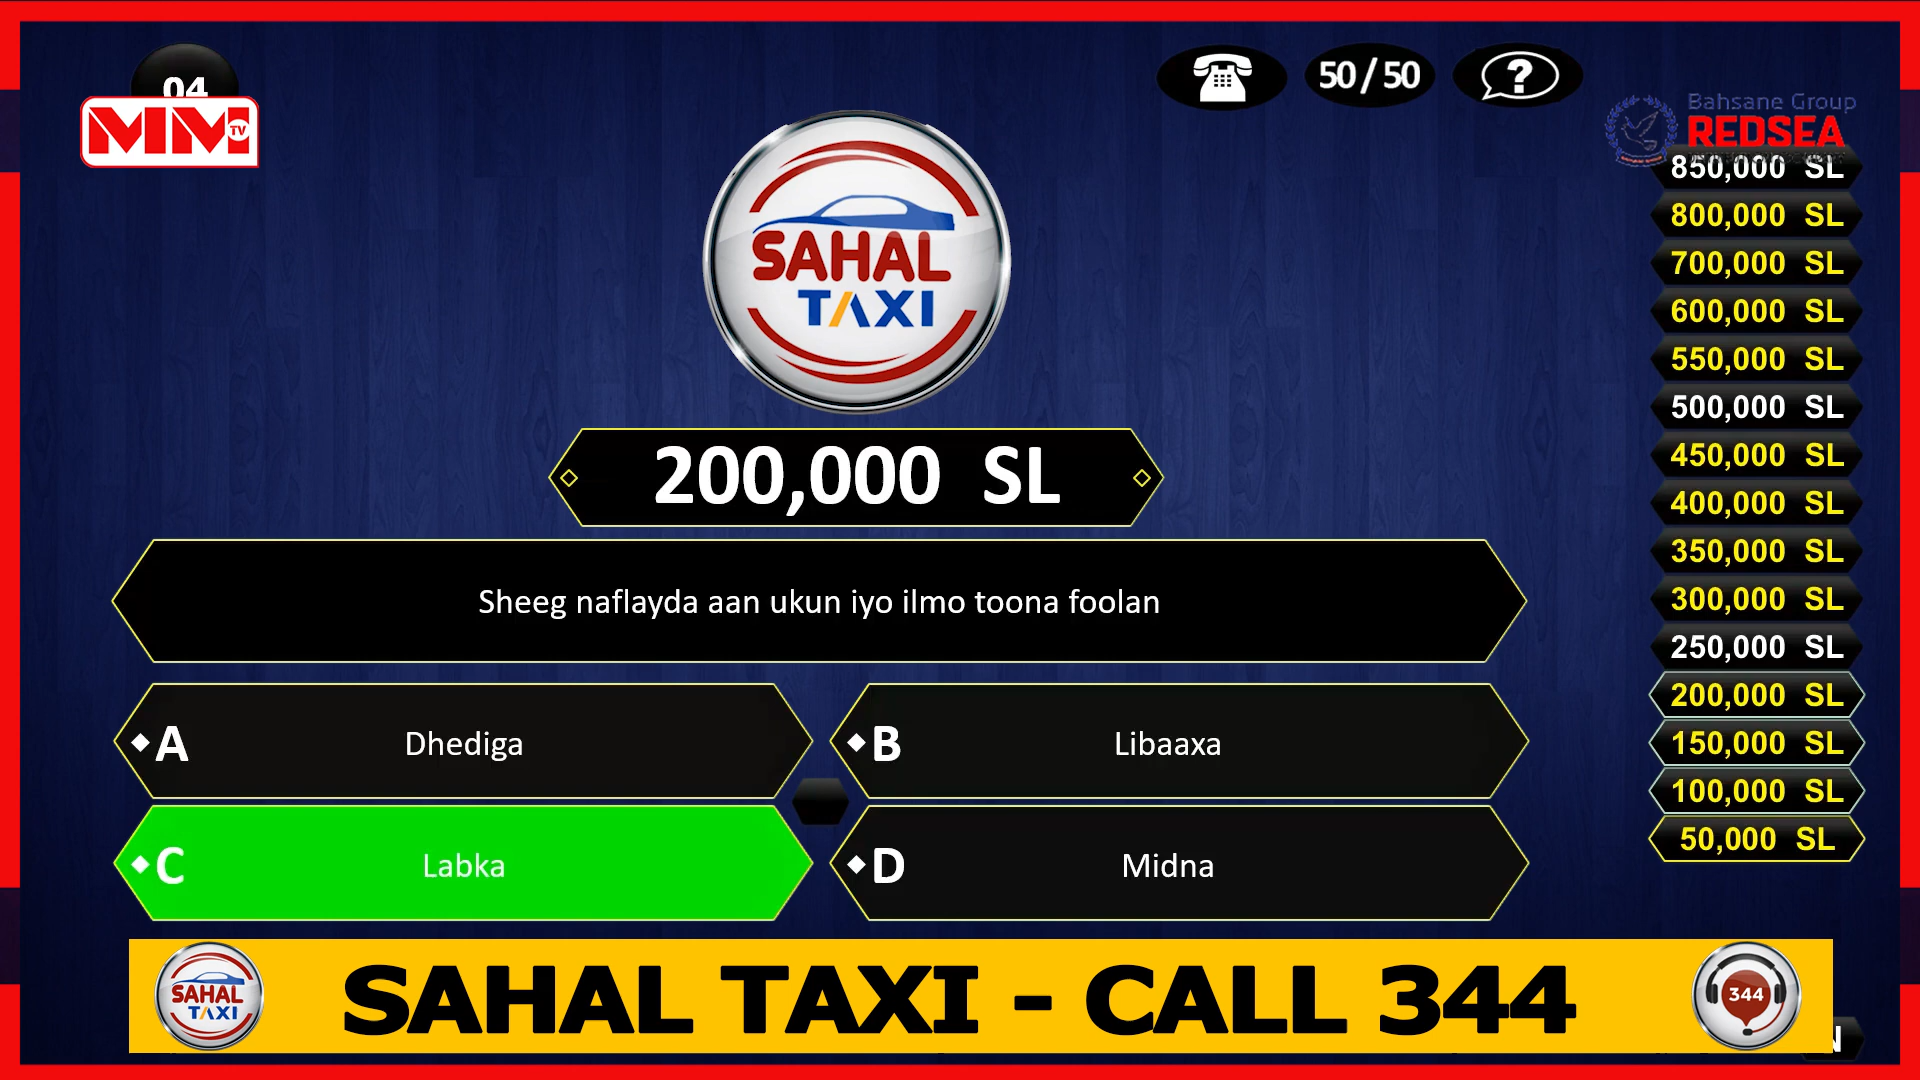 04
MM TV
50/50
?
Bahsane Group
REDSEA
SAHAL
TAXI
850,000 SL
800,000 SL
700,000 SL
600,000 SL
550,000 SL
500,000 SL
450,000 SL
400,000 SL
350,000 SL
300,000 SL
250,000 SL
200,000 SL
150,000 SL
100,000 SL
50,000 SL
200,000 SL
Sheeg naflayda aan ukun iyo ilmo toona foolan
A Dhediga
B Libaaxa
C Labka
D Midna
SAHAL TAXI
SAHAL TAXI - CALL 344
344